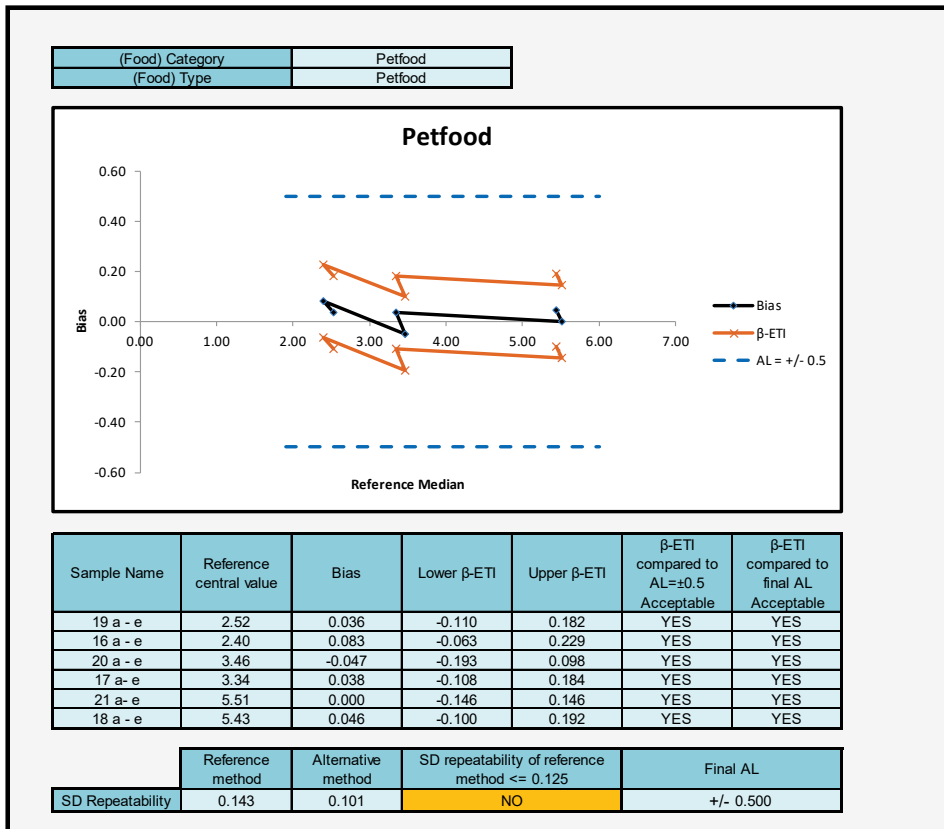 (Food) Category Petfood
(Food) Type Petfood
Petfood
0.60
0.40
0.20
0.00
-0.20
-0.40
-0.60
0.00 1.00 2.00 3.00 4.00 5.00 6.00 7.00
Bias
Reference Median
Bias
β-ETI
AL = +/- 0.5
Sample Name Reference central value Bias Lower β-ETI Upper β-ETI β-ETI compared to AL=±0.5 Acceptable β-ETI compared to final AL Acceptable
19 a - e 2.52 0.036 -0.110 0.182 YES YES
16 a - e 2.40 0.083 -0.063 0.229 YES YES
20 a - e 3.46 -0.047 -0.193 0.098 YES YES
17 a- e 3.34 0.038 -0.108 0.184 YES YES
21 a- e 5.51 0.000 -0.146 0.146 YES YES
18 a - e 5.43 0.046 -0.100 0.192 YES YES
Reference method Alternative method SD repeatability of reference method <= 0.125 Final AL
SD Repeatability 0.143 0.101 NO +/- 0.500